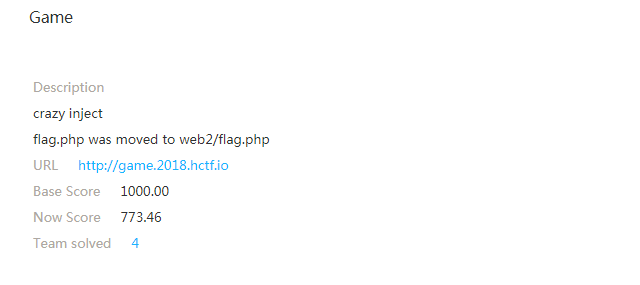 Game
Description
crazy inject
flag.php was moved to web2/flag.php
URL http://game.2018.hctf.io
Base Score 1000.00
Now Score 773.46
Team solved 4